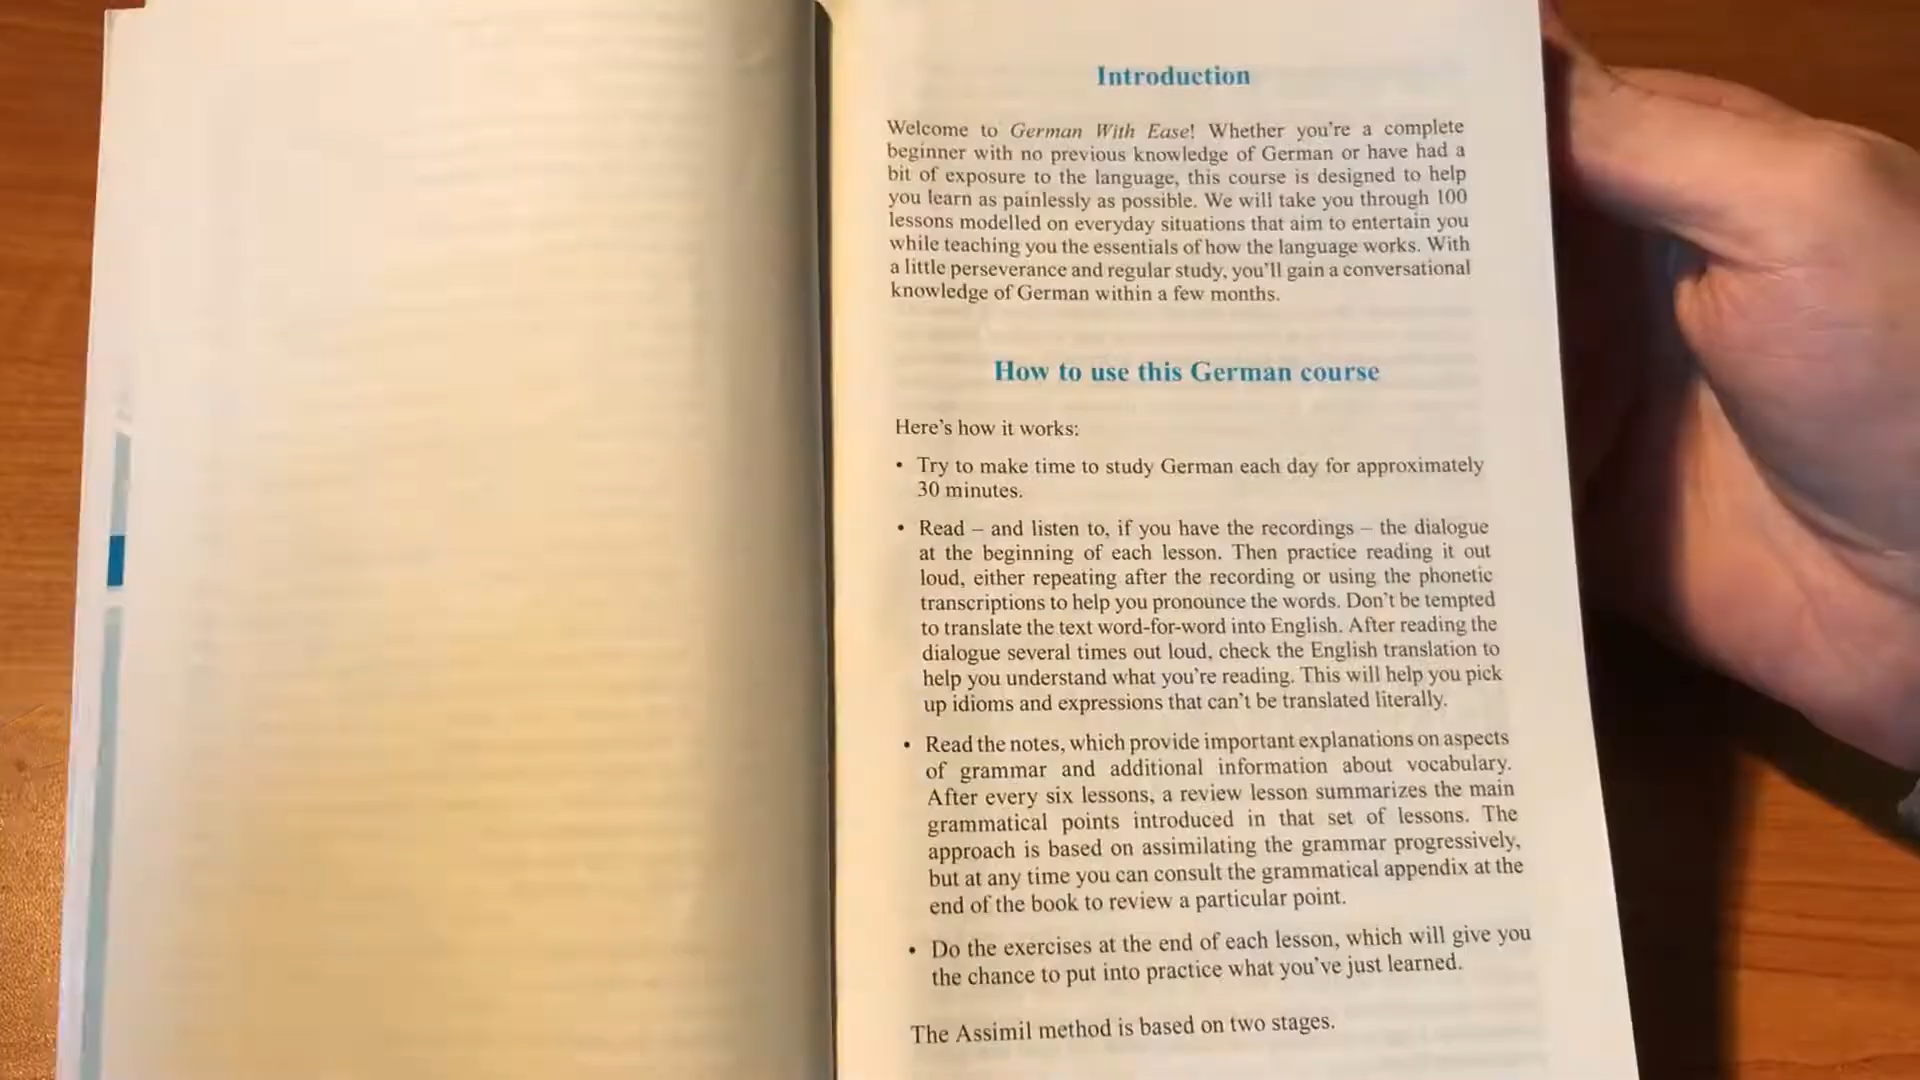 Introduction
Welcome to German With Ease! Whether you're a complete
beginner with no previous knowledge of German or have had a
bit of exposure to the language, this course is designed to help
you learn as painlessly as possible. We will take you through 100
lessons modelled on everyday situations that aim to entertain you
while teaching you the essentials of how the language works. With
a little perseverance and regular study, you'll gain a conversational
knowledge of German within a few months.
How to use this German course
Here's how it works:
• Try to make time to study German each day for approximately
30 minutes.
• Read – and listen to, if you have the recordings – the dialogue
at the beginning of each lesson. Then practice reading it out
loud, either repeating after the recording or using the phonetic
transcriptions to help you pronounce the words. Don't be tempted
to translate the text word-for-word into English. After reading the
dialogue several times out loud, check the English translation to
help you understand what you're reading. This will help you pick
up idioms and expressions that can't be translated literally.
• Read the notes, which provide important explanations on aspects
of grammar and additional information about vocabulary.
After every six lessons, a review lesson summarizes the main
grammatical points introduced in that set of lessons. The
approach is based on assimilating the grammar progressively,
but at any time you can consult the grammatical appendix at the
end of the book to review a particular point.
• Do the exercises at the end of each lesson, which will give you
the chance to put into practice what you've just learned.
The Assimil method is based on two stages.